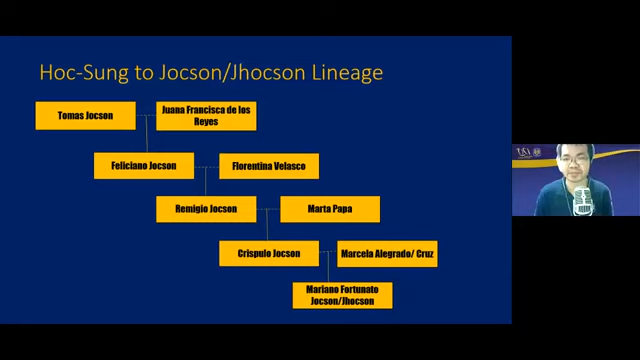 Hoc-Sung to Jocson/Jhocson Lineage
Tomas Jocson
Juana Francisca de los
Reyes
Feliciano Jocson
Florentina Velasco
Remigio Jocson
Marta Papa
Crispulo Jocson
Marcela Alegrado/ Cruz
Mariano Fortunato
Jocson/Jhocson